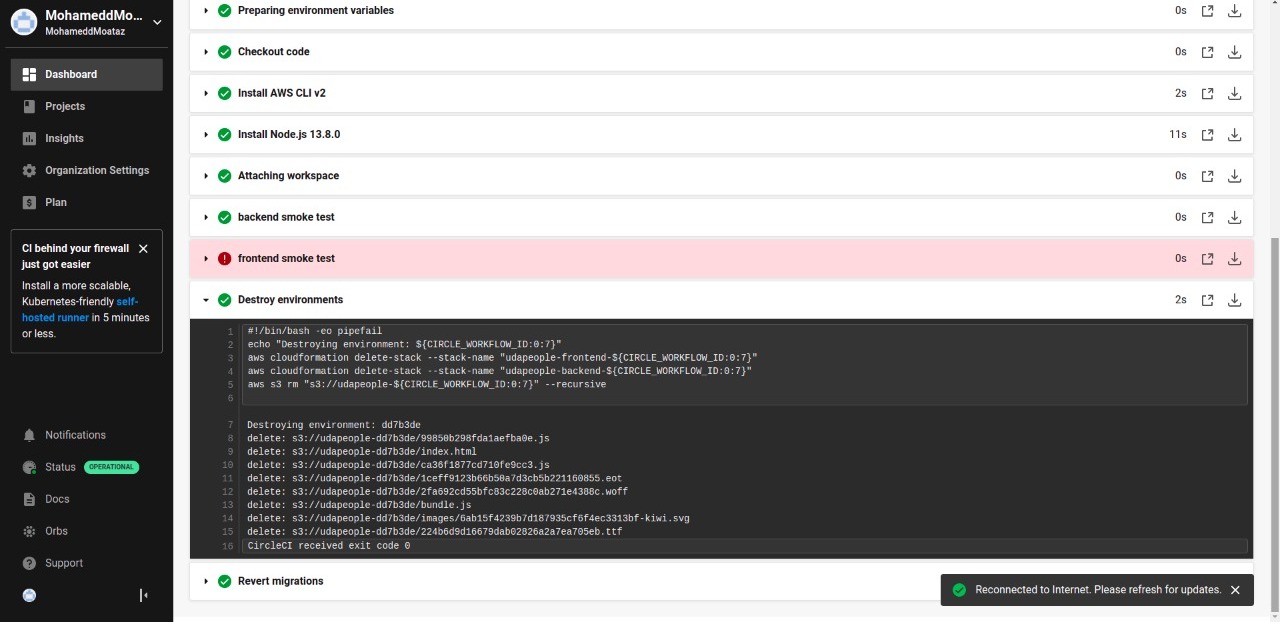 MohameddMo...
MohameddMoataz
Dashboard
Projects
Insights
Organization Settings
Plan
CI behind your firewall
just got easier
Install a more scalable,
Kubernetes-friendly self-
hosted runner in 5 minutes
or less.
Notifications
Status OPERATIONAL
Docs
Orbs
Support
Preparing environment variables 0s
Checkout code 0s
Install AWS CLI v2 2s
Install Node.js 13.8.0 11s
Attaching workspace 0s
backend smoke test 0s
frontend smoke test 0s
Destroy environments 2s
1 #!/bin/bash -eo pipefail
2 echo "Destroying environment: ${CIRCLE_WORKFLOW_ID:0:7}"
3 aws cloudformation delete-stack --stack-name "udapeople-frontend-${CIRCLE_WORKFLOW_ID:0:7}"
4 aws cloudformation delete-stack --stack-name "udapeople-backend-${CIRCLE_WORKFLOW_ID:0:7}"
5 aws s3 rm "s3://udapeople-${CIRCLE_WORKFLOW_ID:0:7}" --recursive
6
7 Destroying environment: dd7b3de
8 delete: s3://udapeople-dd7b3de/99850b298fda1aefba0e.js
9 delete: s3://udapeople-dd7b3de/index.html
10 delete: s3://udapeople-dd7b3de/ca36f1877cd710fe9cc3.js
11 delete: s3://udapeople-dd7b3de/1ceff9123b66b50a7d3cb5b221160855.eot
12 delete: s3://udapeople-dd7b3de/2fa692cd55bfc83c228c0ab271e4388c.woff
13 delete: s3://udapeople-dd7b3de/bundle.js
14 delete: s3://udapeople-dd7b3de/images/6ab15f4239b7d187935cf6f4ec3313bf-kiwi.svg
15 delete: s3://udapeople-dd7b3de/224b6d9d16679dab02826a2a7ea705eb.ttf
16 CircleCI received exit code 0
Revert migrations
Reconnected to Internet. Please refresh for updates.